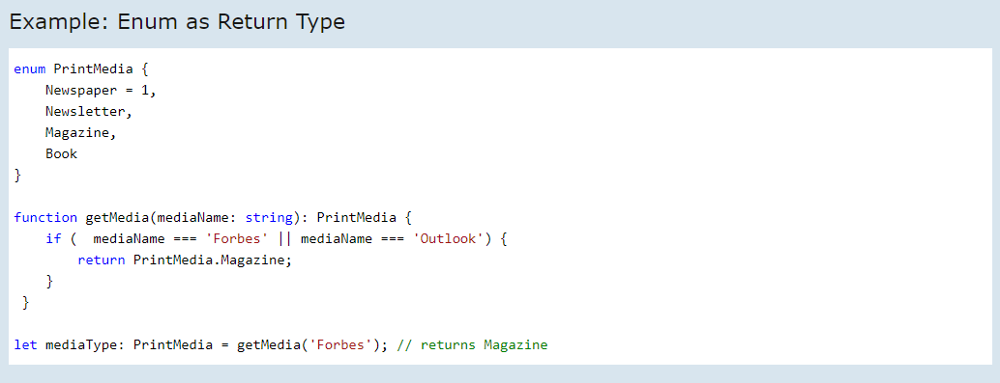 Example: Enum as Return Type
enum PrintMedia {
    Newspaper = 1,
    Newsletter,
    Magazine,
    Book
}
function getMedia(mediaName: string): PrintMedia {
    if (  mediaName === 'Forbes' || mediaName === 'Outlook') {
        return PrintMedia.Magazine;
    }
 }
let mediaType: PrintMedia = getMedia('Forbes'); // returns Magazine